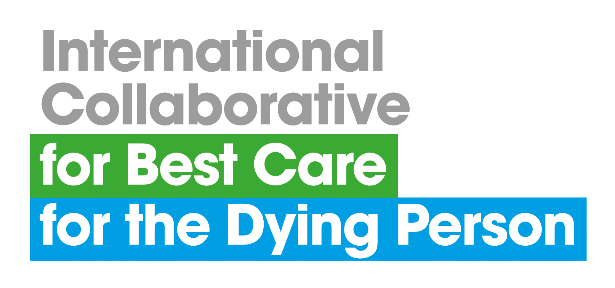 International
Collaborative
for Best Care
for the Dying Person